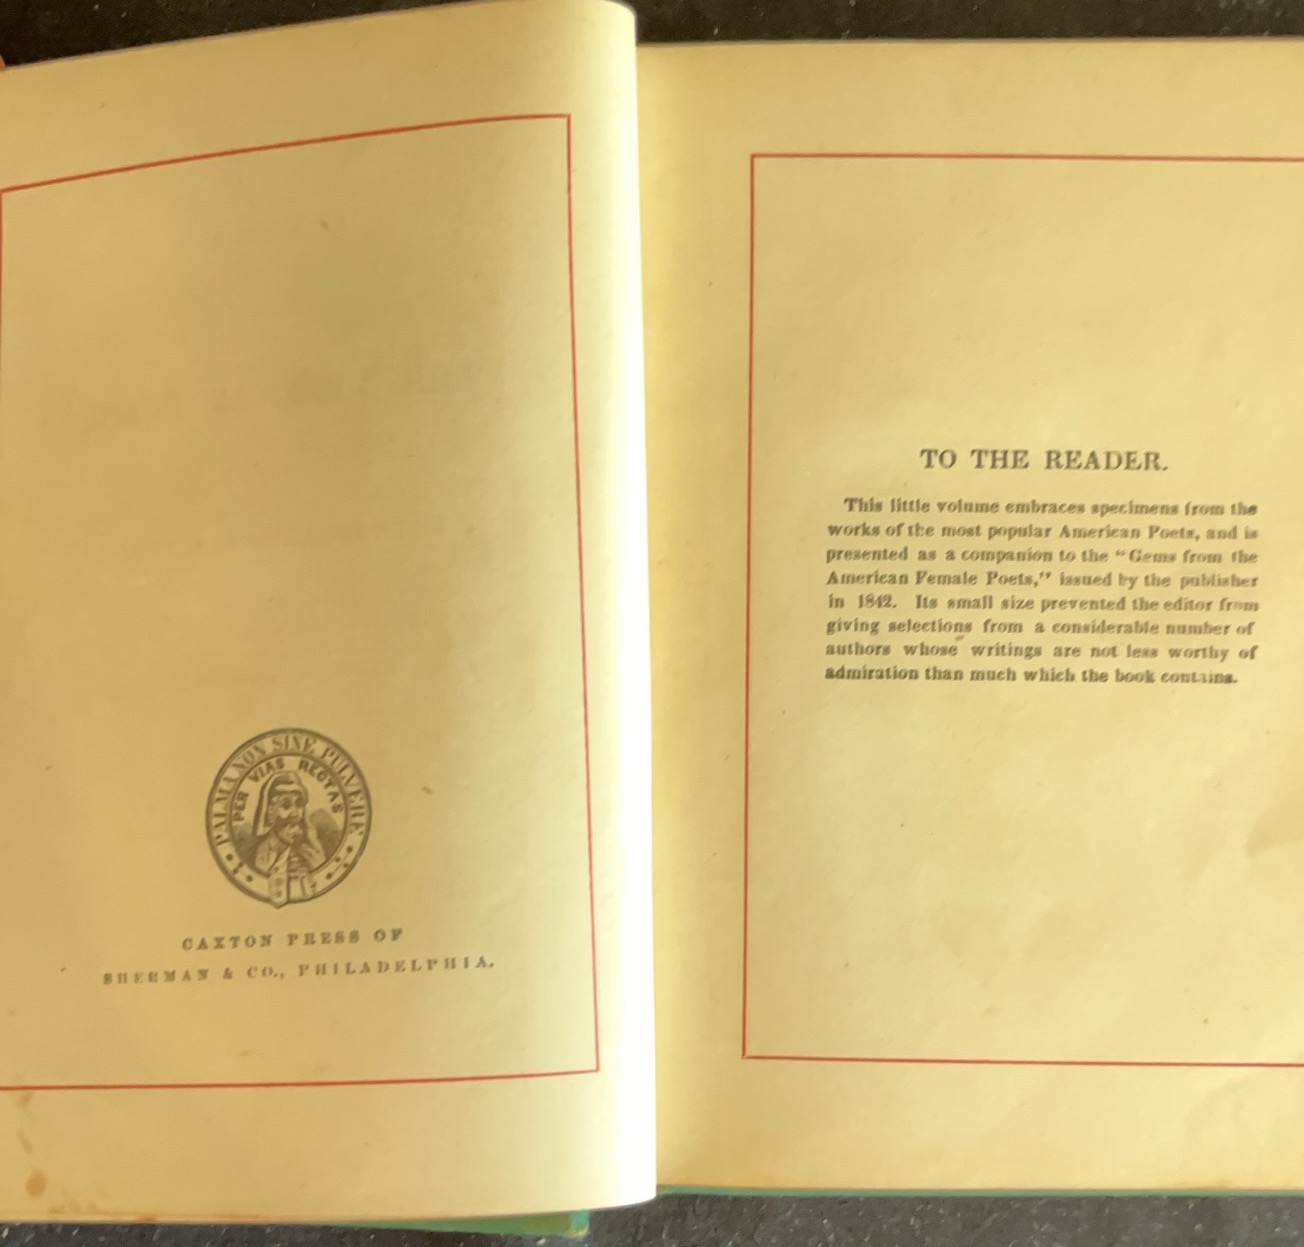 PALMA NON SINE PULVERE
PER VIAS RECTAS
CAXTON PRESS OF
SHERMAN & CO., PHILADELPHIA.
TO THE READER.
This little volume embraces specimens from the
works of the most popular American Poets, and is
presented as a companion to the "Gems from the
American Female Poets," issued by the publisher
in 1842. Its small size prevented the editor from
giving selections from a considerable number of
authors whose writings are not less worthy of
admiration than much which the book contains.